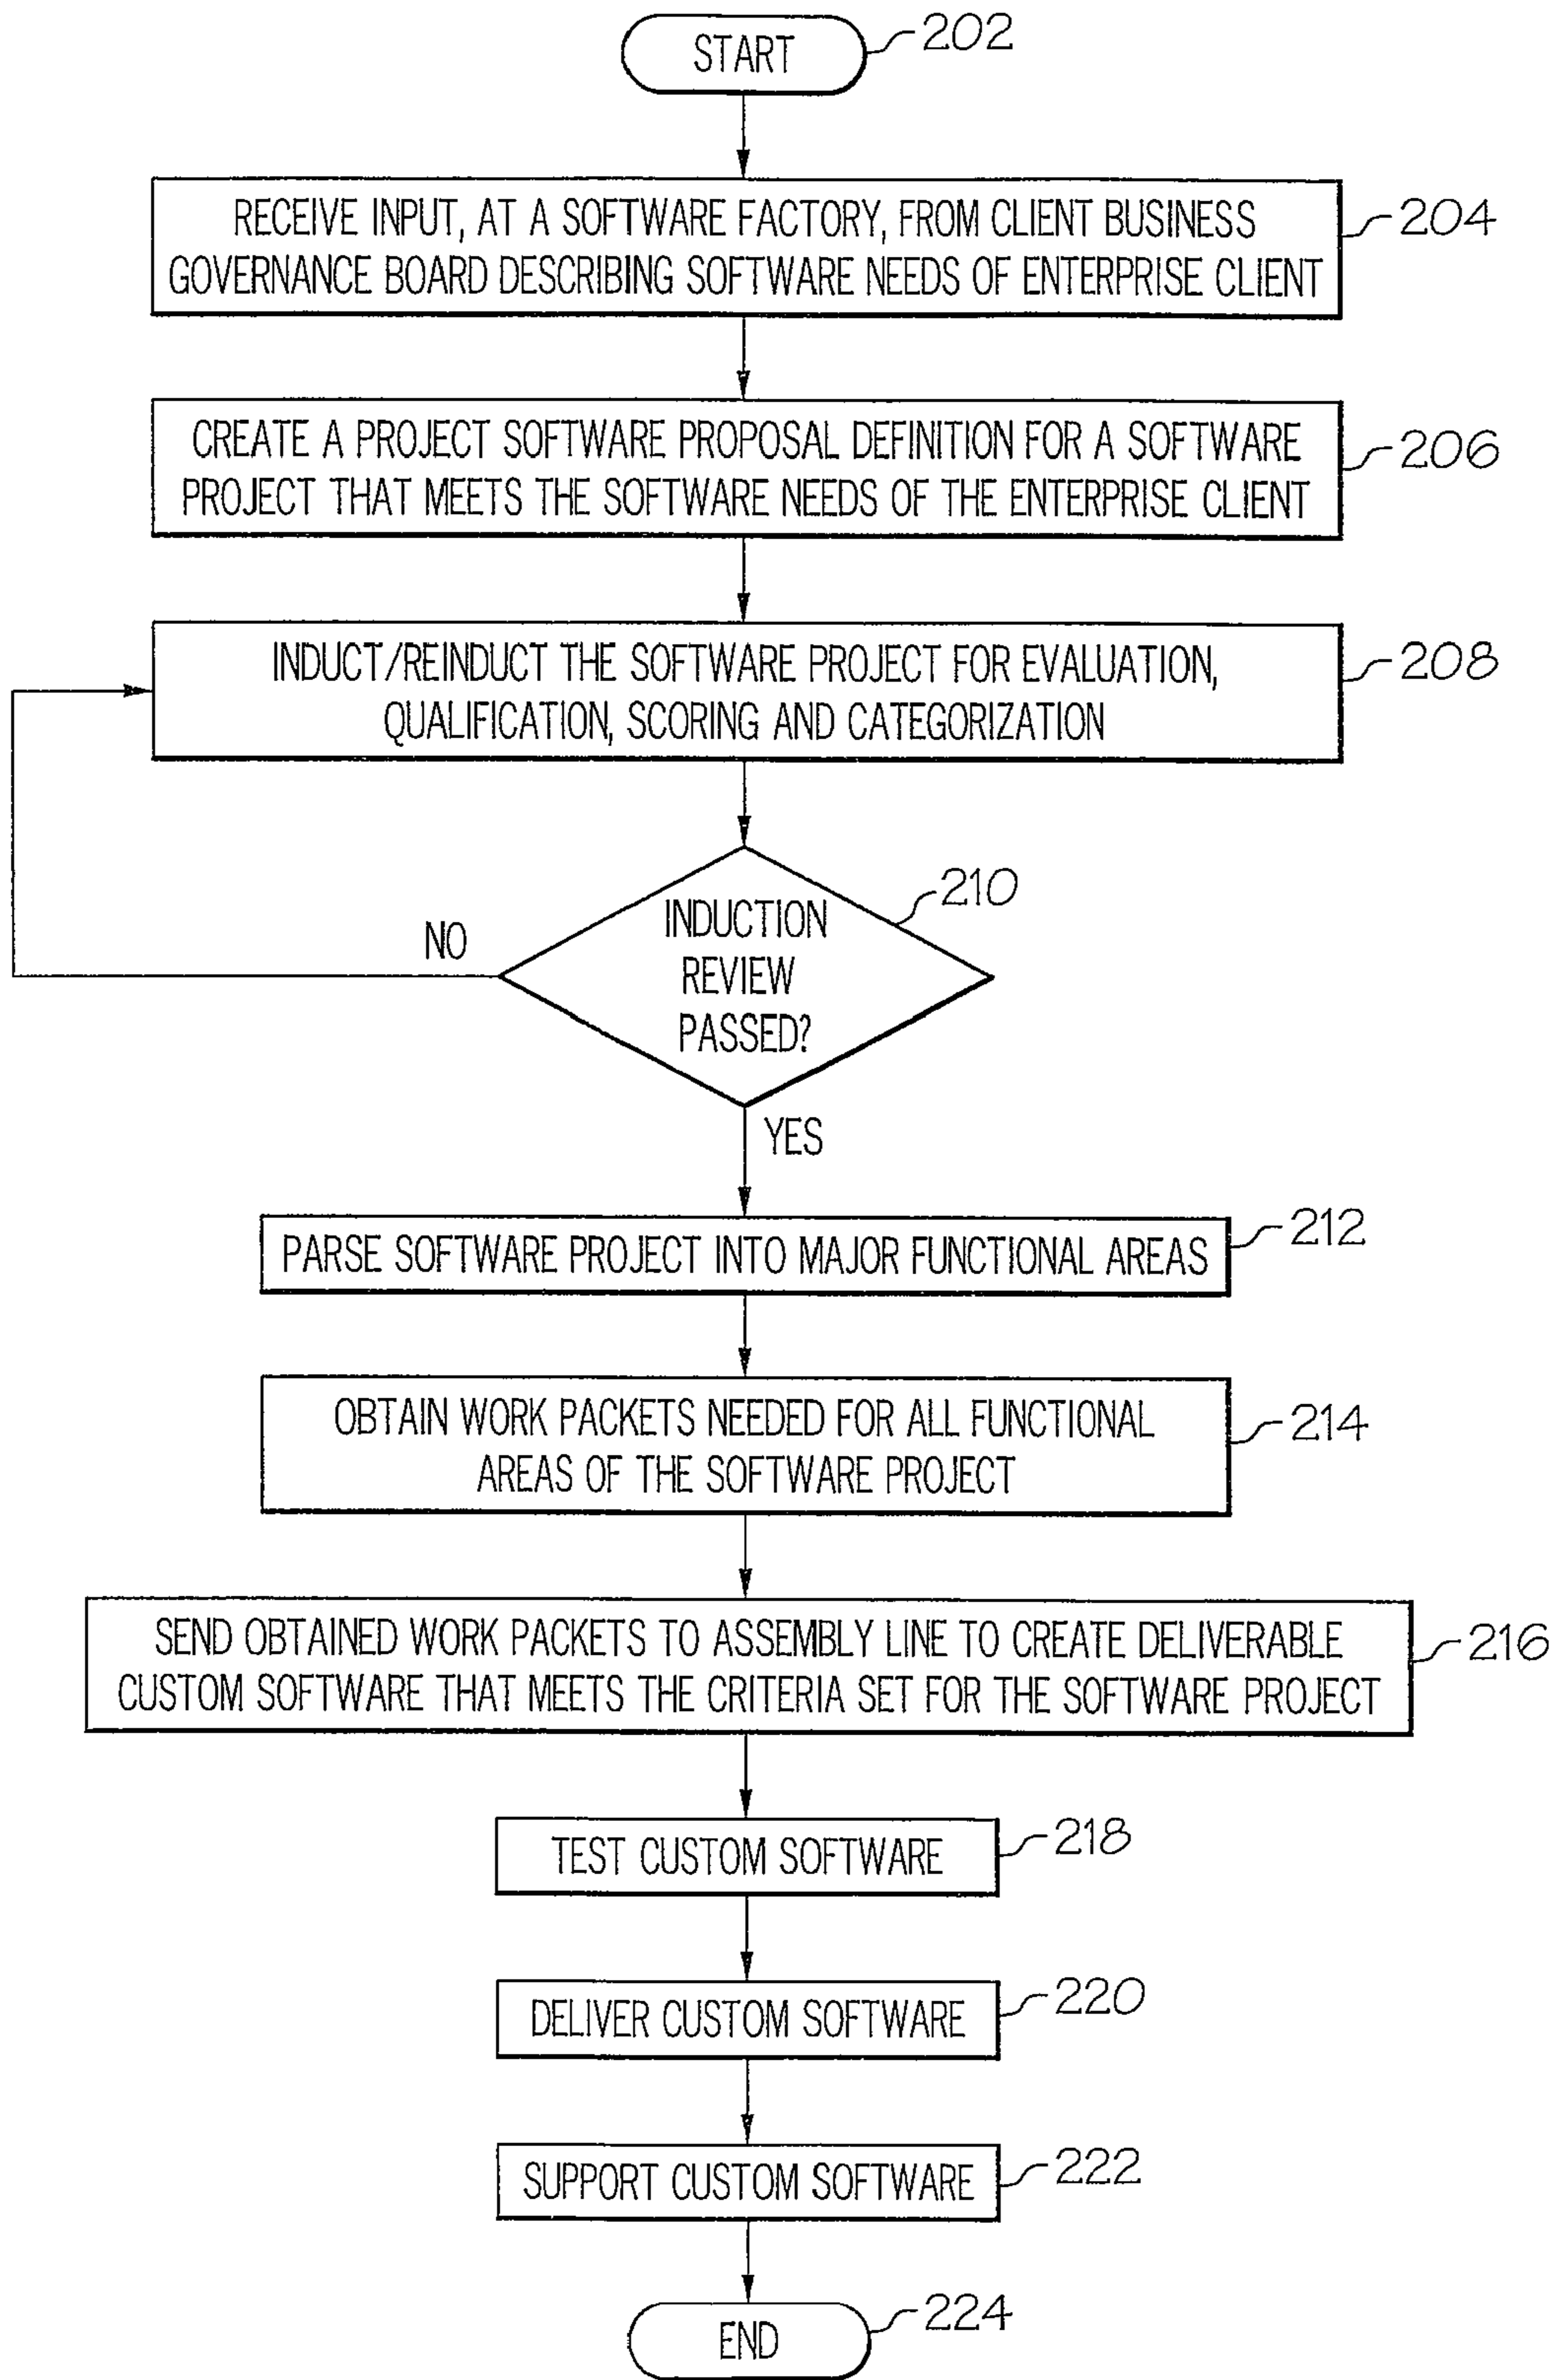 START
202
RECEIVE INPUT, AT A SOFTWARE FACTORY, FROM CLIENT BUSINESS
GOVERNANCE BOARD DESCRIBING SOFTWARE NEEDS OF ENTERPRISE CLIENT
204
CREATE A PROJECT SOFTWARE PROPOSAL DEFINITION FOR A SOFTWARE
PROJECT THAT MEETS THE SOFTWARE NEEDS OF THE ENTERPRISE CLIENT
206
INDUCT/REINDUCT THE SOFTWARE PROJECT FOR EVALUATION,
QUALIFICATION, SCORING AND CATEGORIZATION
208
INDUCTION
REVIEW
PASSED?
210
NO
YES
PARSE SOFTWARE PROJECT INTO MAJOR FUNCTIONAL AREAS
212
OBTAIN WORK PACKETS NEEDED FOR ALL FUNCTIONAL
AREAS OF THE SOFTWARE PROJECT
214
SEND OBTAINED WORK PACKETS TO ASSEMBLY LINE TO CREATE DELIVERABLE
CUSTOM SOFTWARE THAT MEETS THE CRITERIA SET FOR THE SOFTWARE PROJECT
216
TEST CUSTOM SOFTWARE
218
DELIVER CUSTOM SOFTWARE
220
SUPPORT CUSTOM SOFTWARE
222
END
224